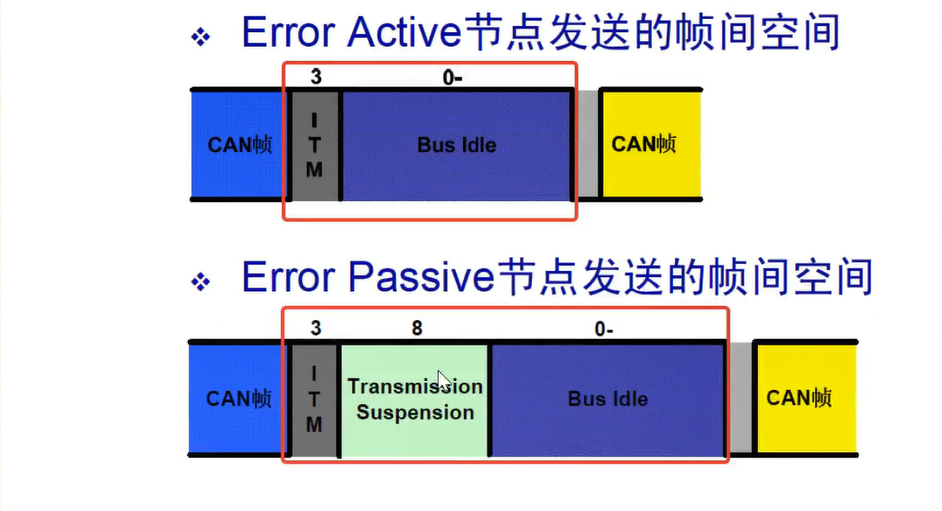 ❖ Error Active节点发送的帧间空间
3 0-
CAN帧 ITM Bus Idle CAN帧
❖ Error Passive节点发送的帧间空间
3 8 0-
CAN帧 ITM Transmission Suspension Bus Idle CAN帧